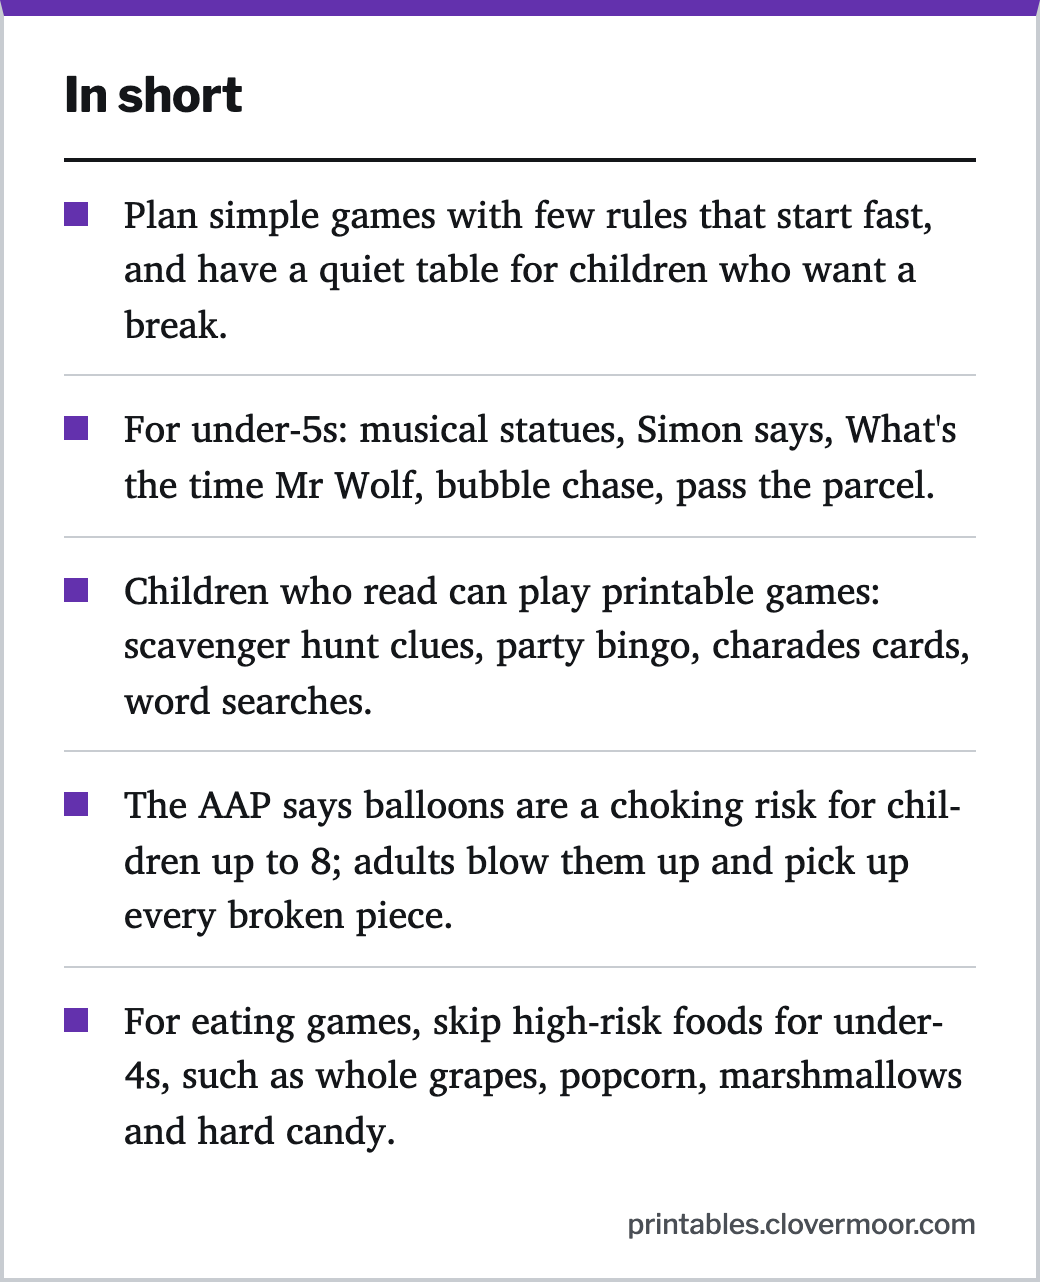 In short
Plan simple games with few rules that start fast,
and have a quiet table for children who want a
break.
For under-5s: musical statues, Simon says, What's
the time Mr Wolf, bubble chase, pass the parcel.
Children who read can play printable games:
scavenger hunt clues, party bingo, charades cards,
word searches.
The AAP says balloons are a choking risk for chil-
dren up to 8; adults blow them up and pick up
every broken piece.
For eating games, skip high-risk foods for under-
4s, such as whole grapes, popcorn, marshmallows
and hard candy.
printables.clovermoor.com